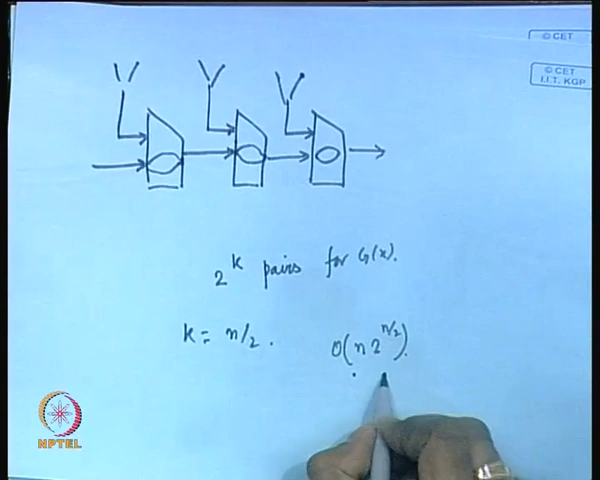 © CET
© CET
I.I.T. KGP
2^k pairs for G(x).
k = n/2. O(n 2^{n/2}).
NPTEL